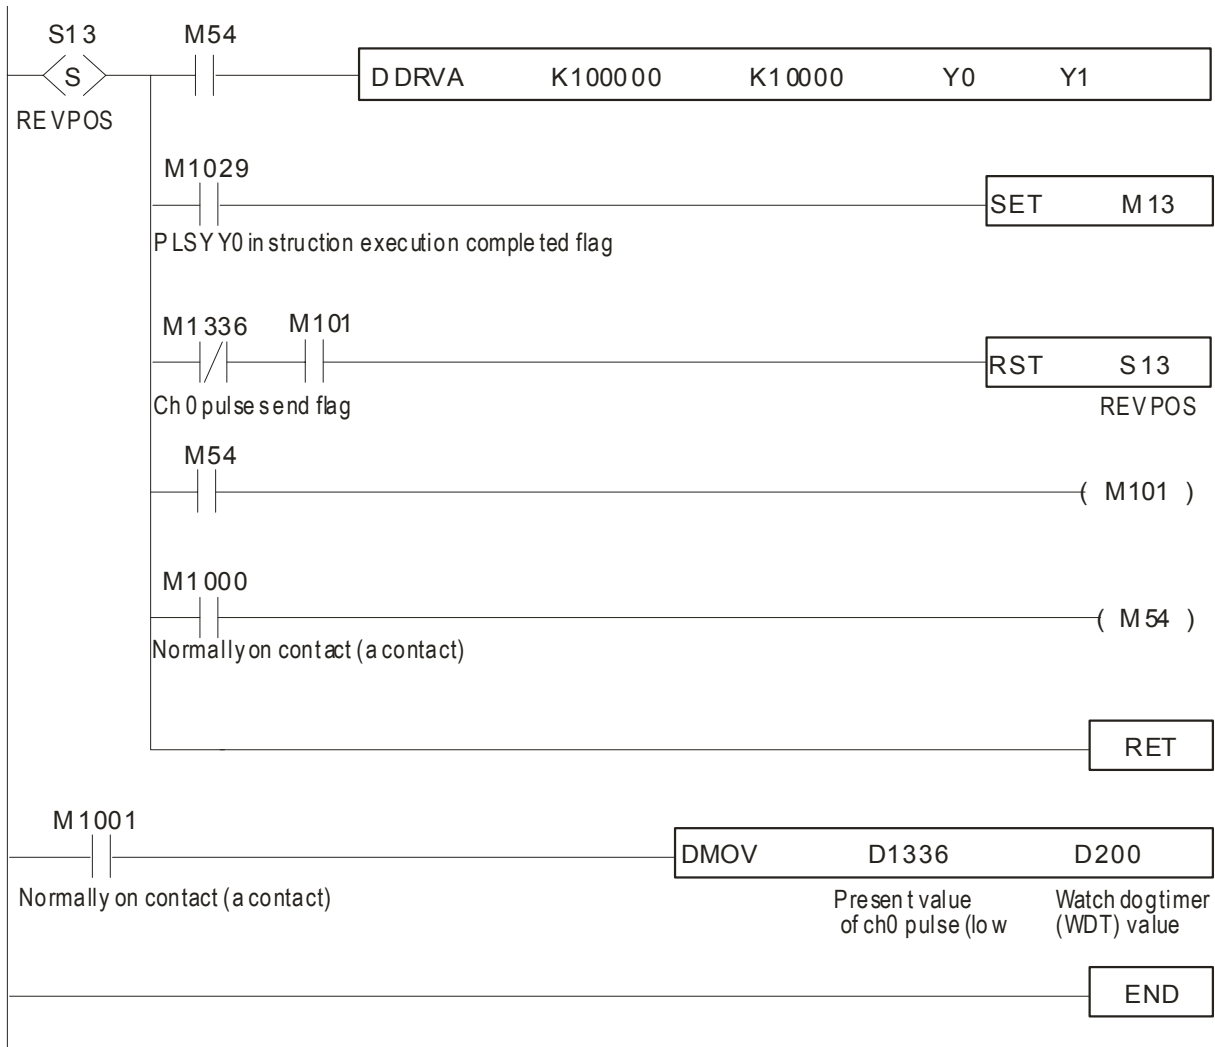 S13 M54
S
DDRVA K100000 K10000 Y0 Y1
REVPOS
M1029
SET M13
PLSY Y0 instruction execution completed flag
M1336 M101
RST S13
Ch0 pulse send flag
REVPOS
M54
( M101 )
M1000
( M54 )
Normally on contact (a contact)
RET
M1001
DMOV D1336 D200
Normally on contact (a contact)
Present value
of ch0 pulse (low
Watch dog timer
(WDT) value
END